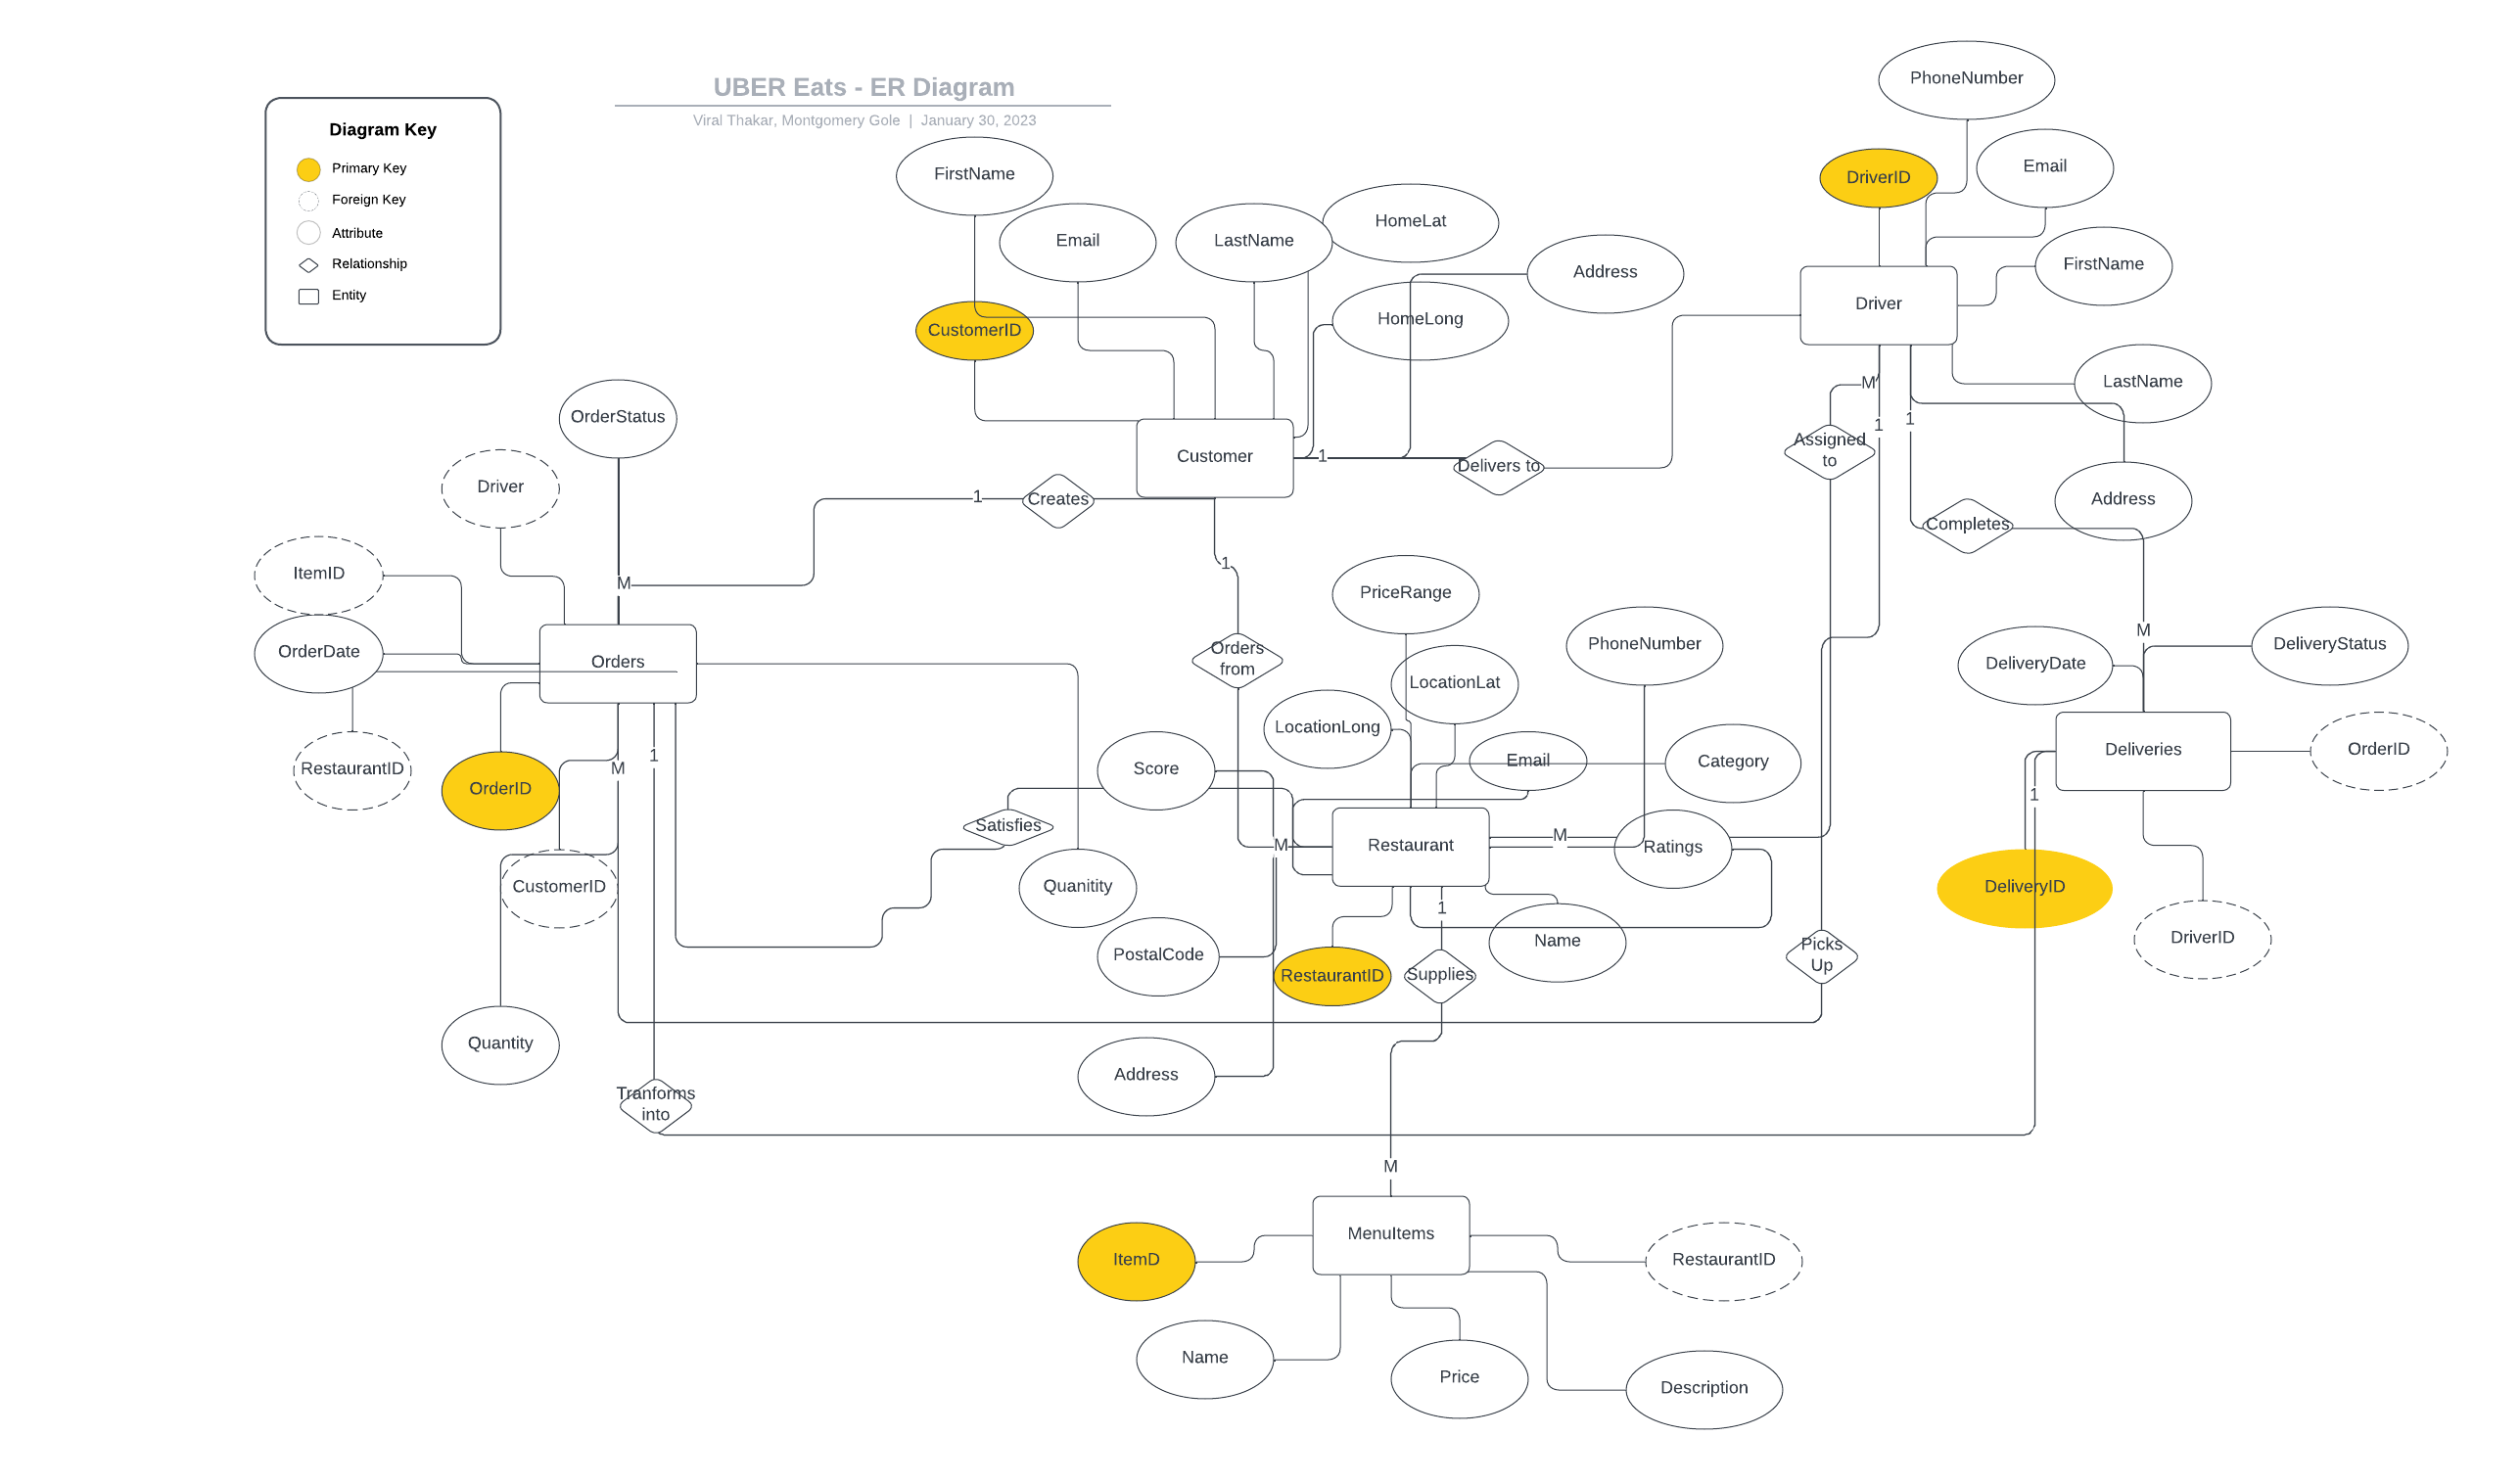 UBER Eats - ER Diagram
Viral Thakar, Montgomery Gole | January 30, 2023
Diagram Key
Primary Key
Foreign Key
Attribute
Relationship
Entity
PhoneNumber
Email
DriverID
FirstName
Driver
LastName
Address
FirstName
Email
LastName
HomeLat
HomeLong
Address
CustomerID
Customer
1
Delivers to
M
Assigned
to
1
1
Completes
M
OrderStatus
Driver
ItemID
OrderDate
RestaurantID
Orders
OrderID
CustomerID
Quantity
M
1
Creates
1
Orders
from
M
M
1
Satisfies
Score
Quanitity
PostalCode
Address
PriceRange
LocationLat
LocationLong
PhoneNumber
Email
Category
Restaurant
M
Ratings
Name
RestaurantID
1
Supplies
M
Picks
Up
Tranforms
into
DeliveryDate
DeliveryStatus
Deliveries
OrderID
1
DeliveryID
DriverID
MenuItems
ItemD
RestaurantID
Name
Price
Description